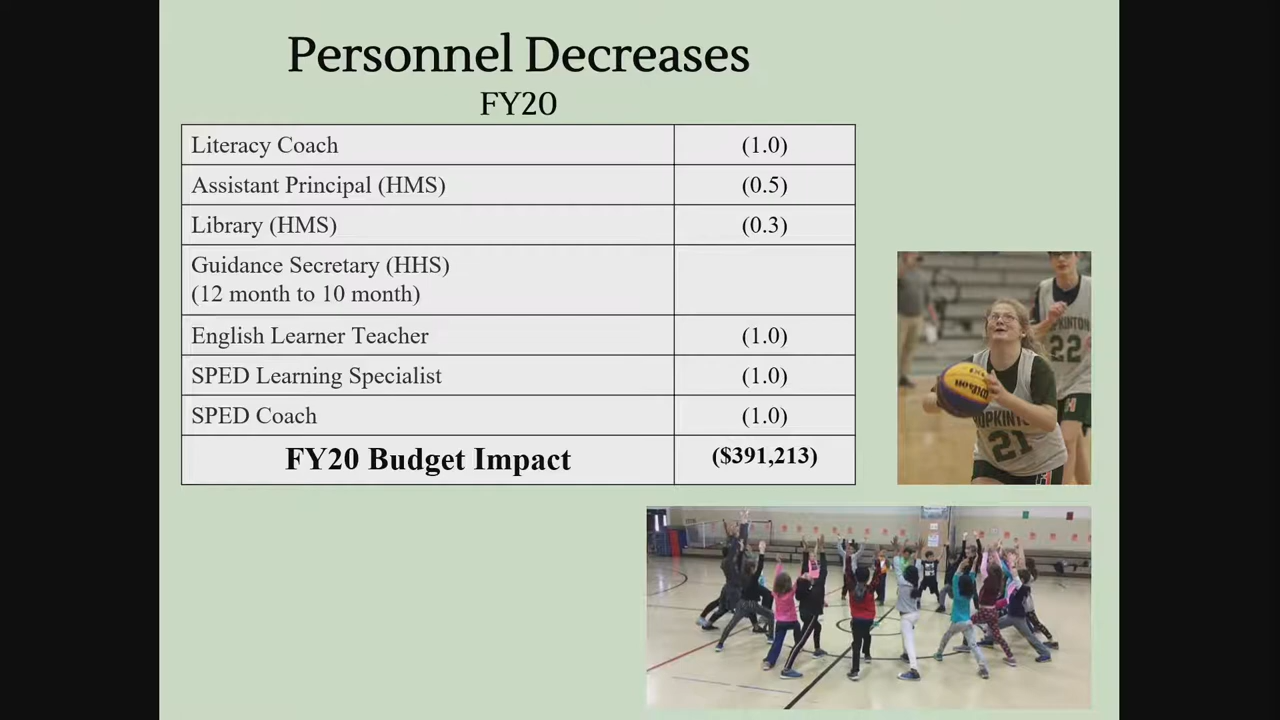 Personnel Decreases
FY20
Literacy Coach (1.0)
Assistant Principal (HMS) (0.5)
Library (HMS) (0.3)
Guidance Secretary (HHS)
(12 month to 10 month)
English Learner Teacher (1.0)
SPED Learning Specialist (1.0)
SPED Coach (1.0)
FY20 Budget Impact ($391,213)
HOPKINTON
21
22
Wilson